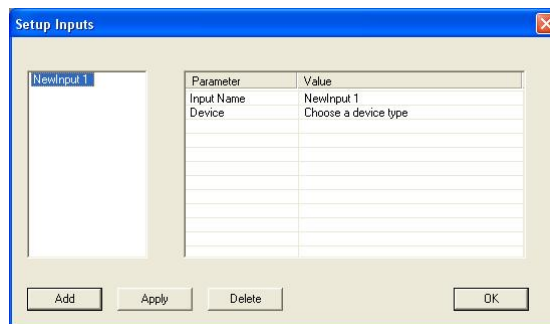 Setup Inputs
NewInput 1
Parameter Value
Input Name NewInput 1
Device Choose a device type
Add Apply Delete OK